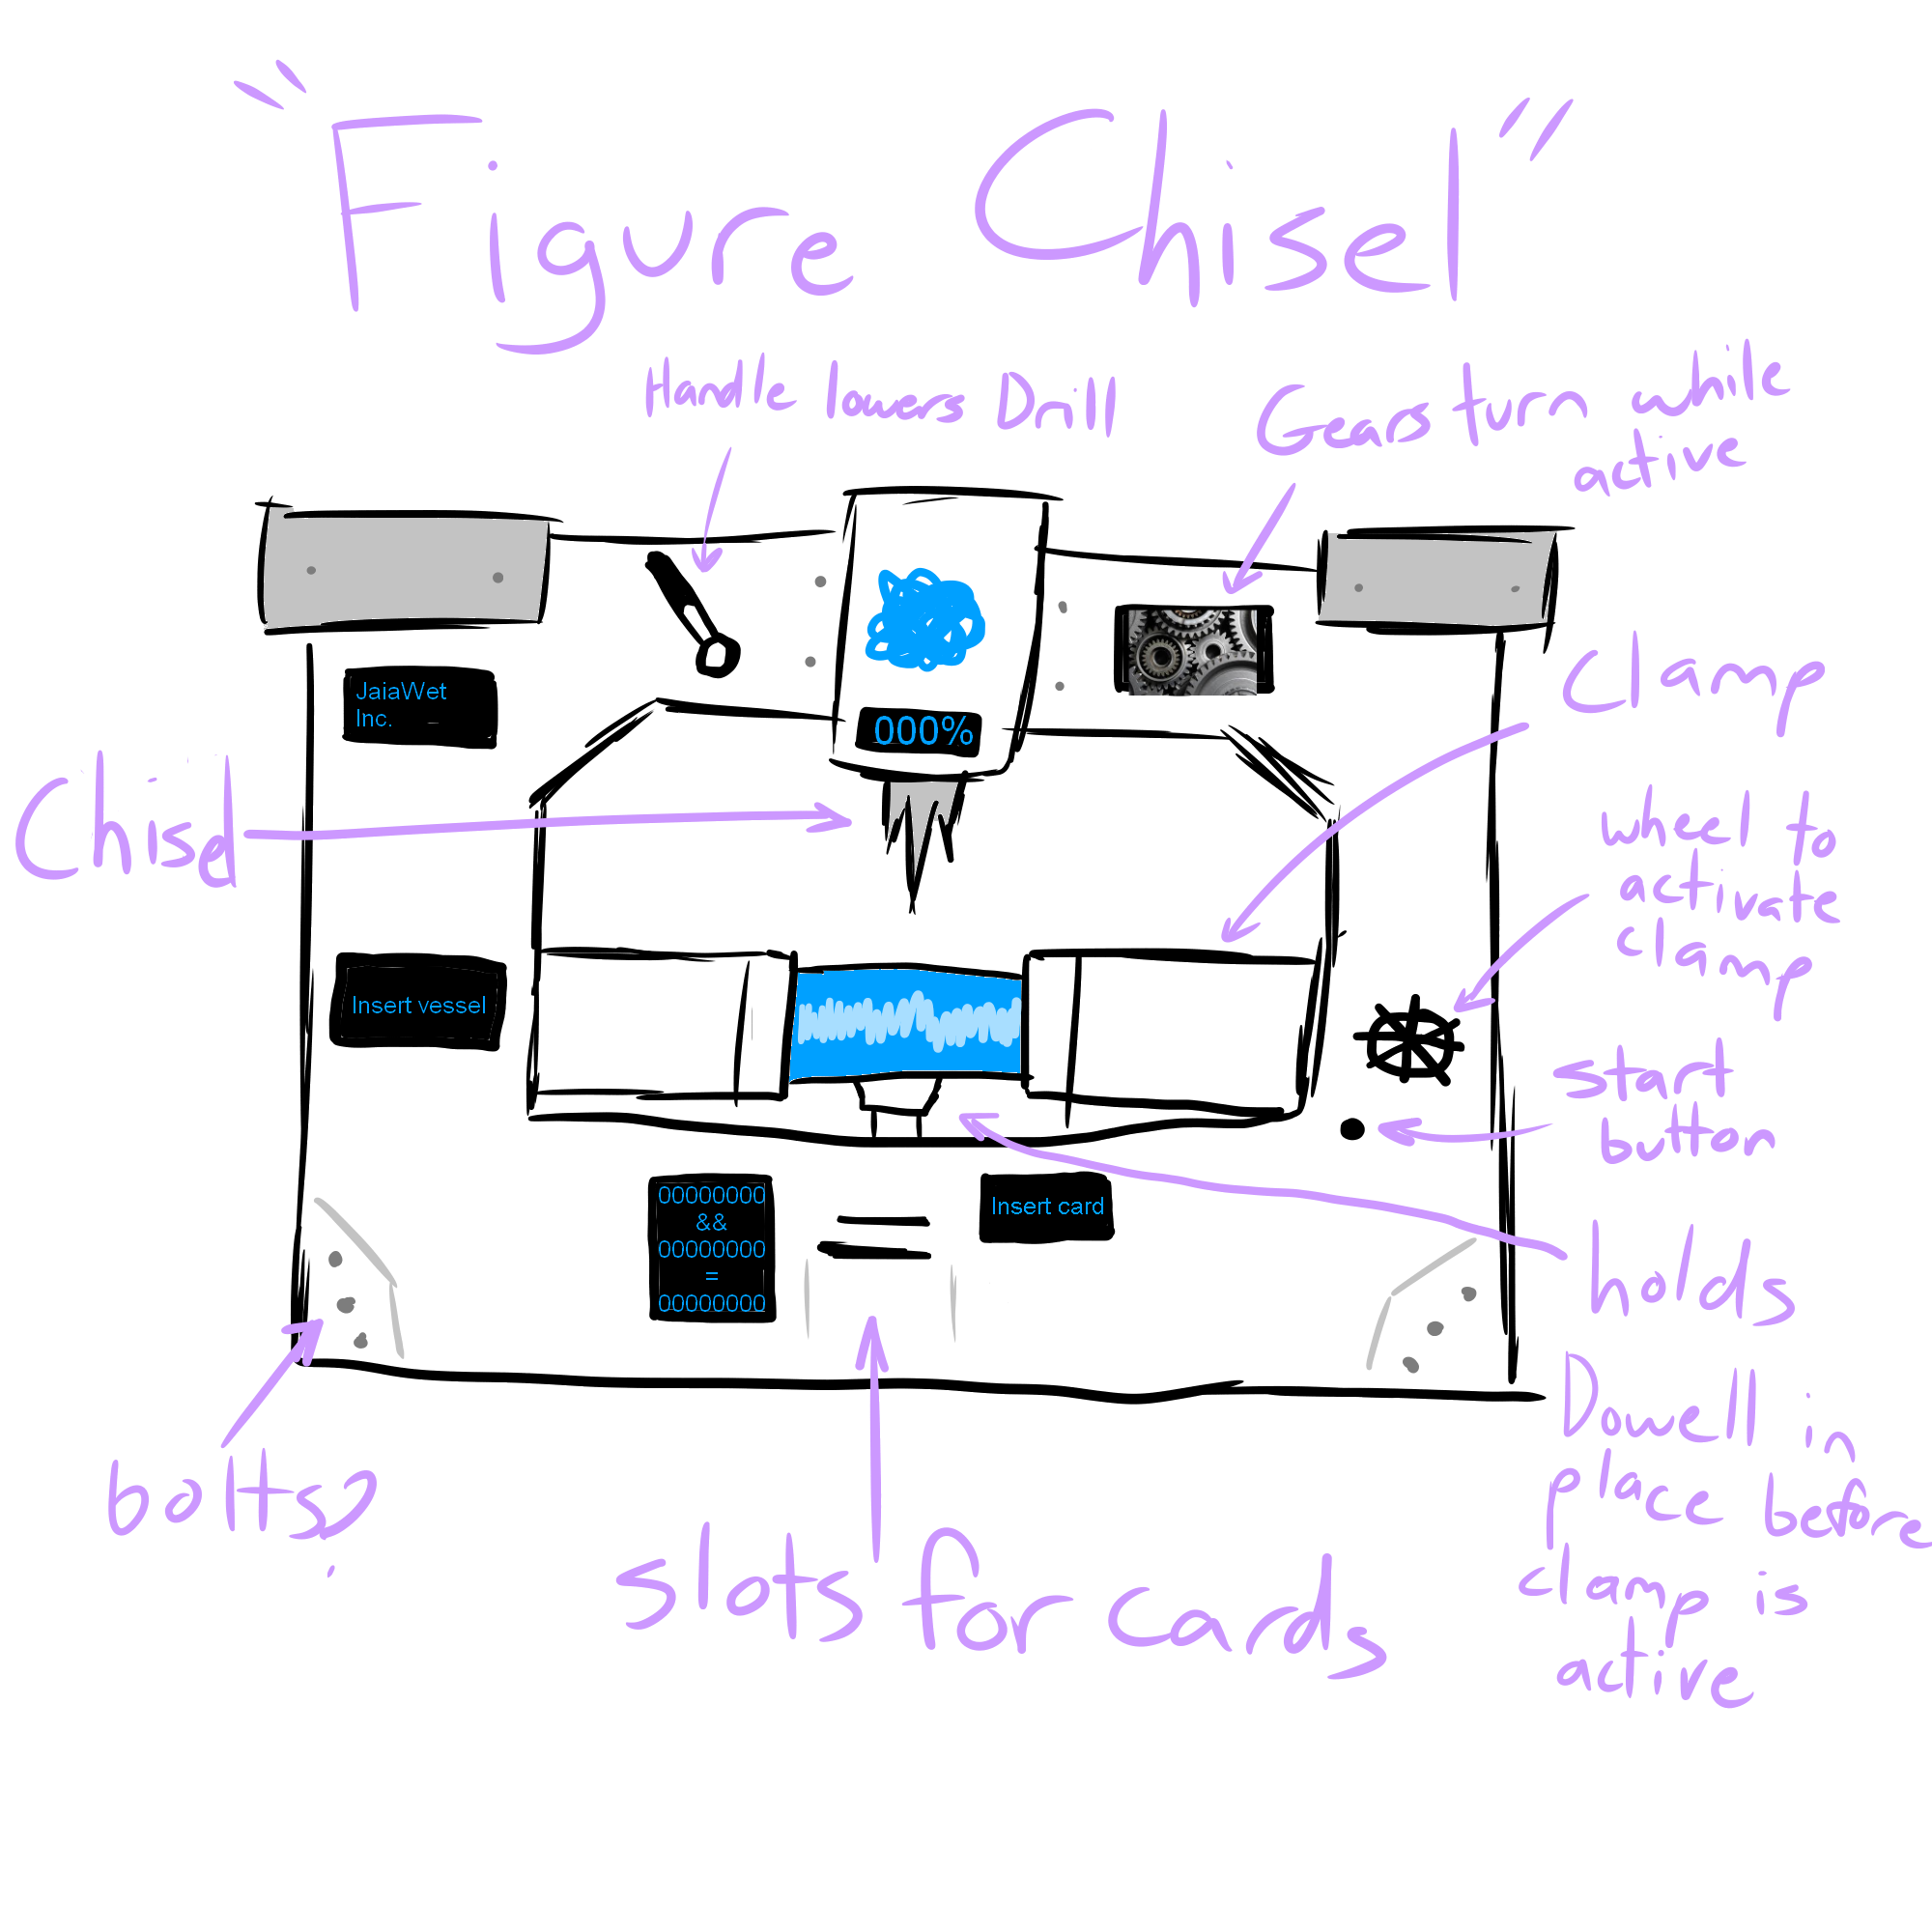 "Figure Chisel"
Handle lowers Drill
Gears turn while
active
JaiaWet
Inc.
000%
Clamp
Chisel
wheel to
activate
clamp
Insert vessel
start
button
00000000
&&
00000000
=
00000000
Insert card
holds
Dowell in
place before
clamp is
active
bolts?
slots for cards